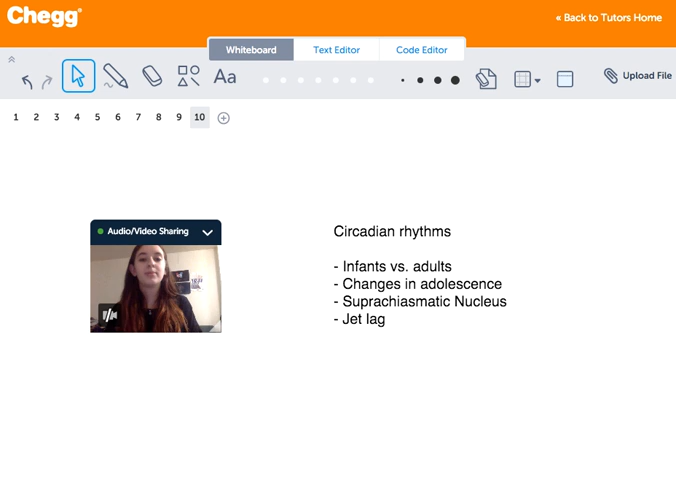 Chegg®
« Back to Tutors Home
Whiteboard
Text Editor
Code Editor
Aa
Upload File
1 2 3 4 5 6 7 8 9 10
Audio/Video Sharing
Circadian rhythms
- Infants vs. adults
- Changes in adolescence
- Suprachiasmatic Nucleus
- Jet lag